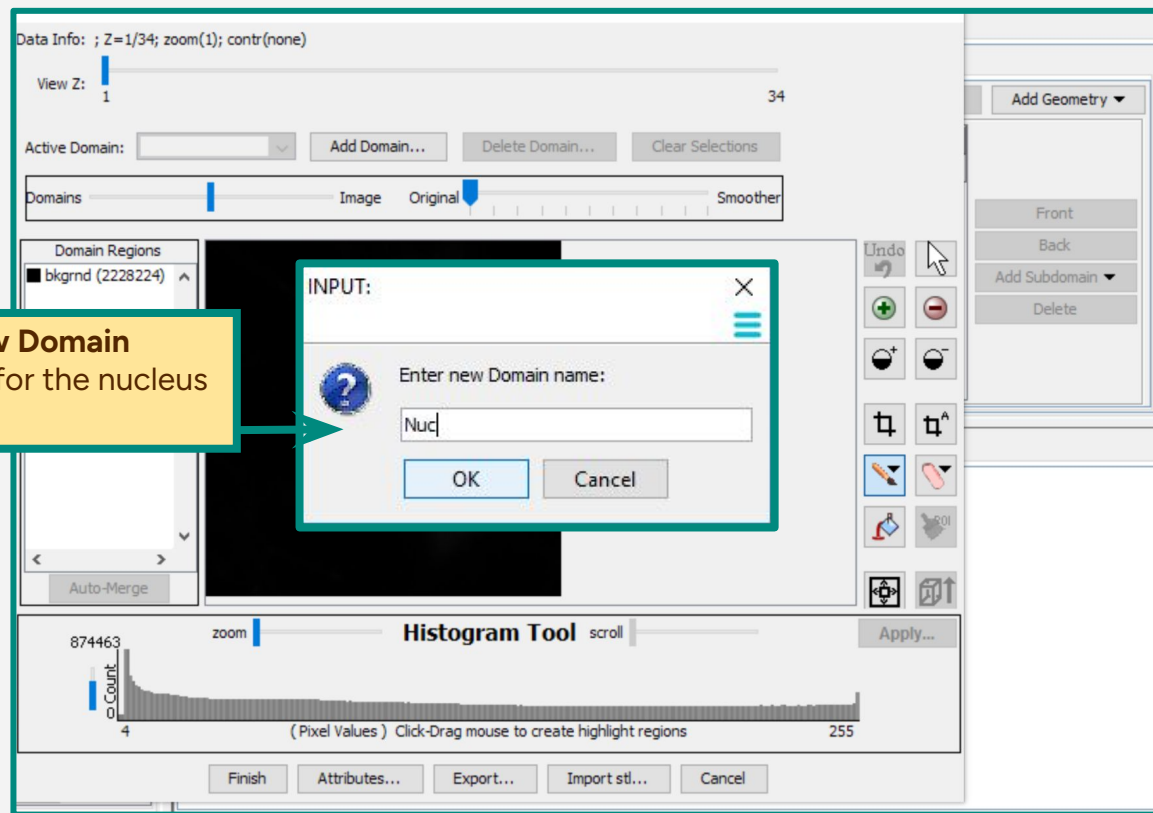 Data Info: ; Z=1/34; zoom(1); contr(none)
View Z:
1 34
Active Domain: Add Domain... Delete Domain... Clear Selections
Domains Image Original Smoother
Domain Regions
bkgrnd (2228224)
Domain
for the nucleus
INPUT:
Enter new Domain name:
Nuc
OK Cancel
Undo
ROI
Add Geometry
Front
Back
Add Subdomain
Delete
Auto-Merge
zoom Histogram Tool scroll Apply...
874463
Count
0
4 ( Pixel Values ) Click-Drag mouse to create highlight regions 255
Finish Attributes... Export... Import stl... Cancel